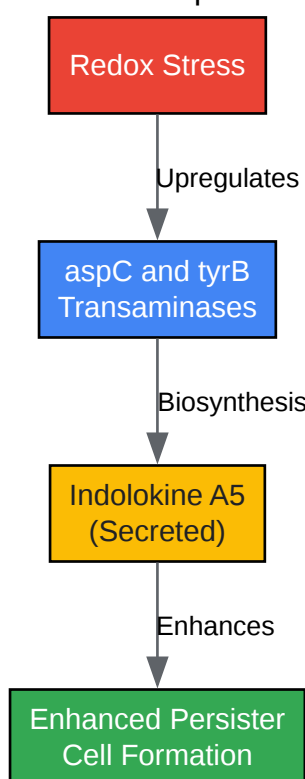 Redox Stress
Upregulates
aspC and tyrB
Transaminases
Biosynthesis
Indolokine A5
(Secreted)
Enhances
Enhanced Persister
Cell Formation